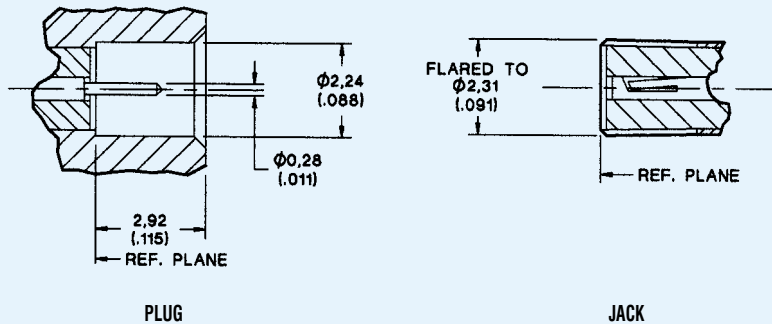 Φ2,24
(.088)
Φ0,28
(.011)
2,92
(.115)
REF. PLANE
PLUG
FLARED TO
Φ2,31
(.091)
REF. PLANE
JACK